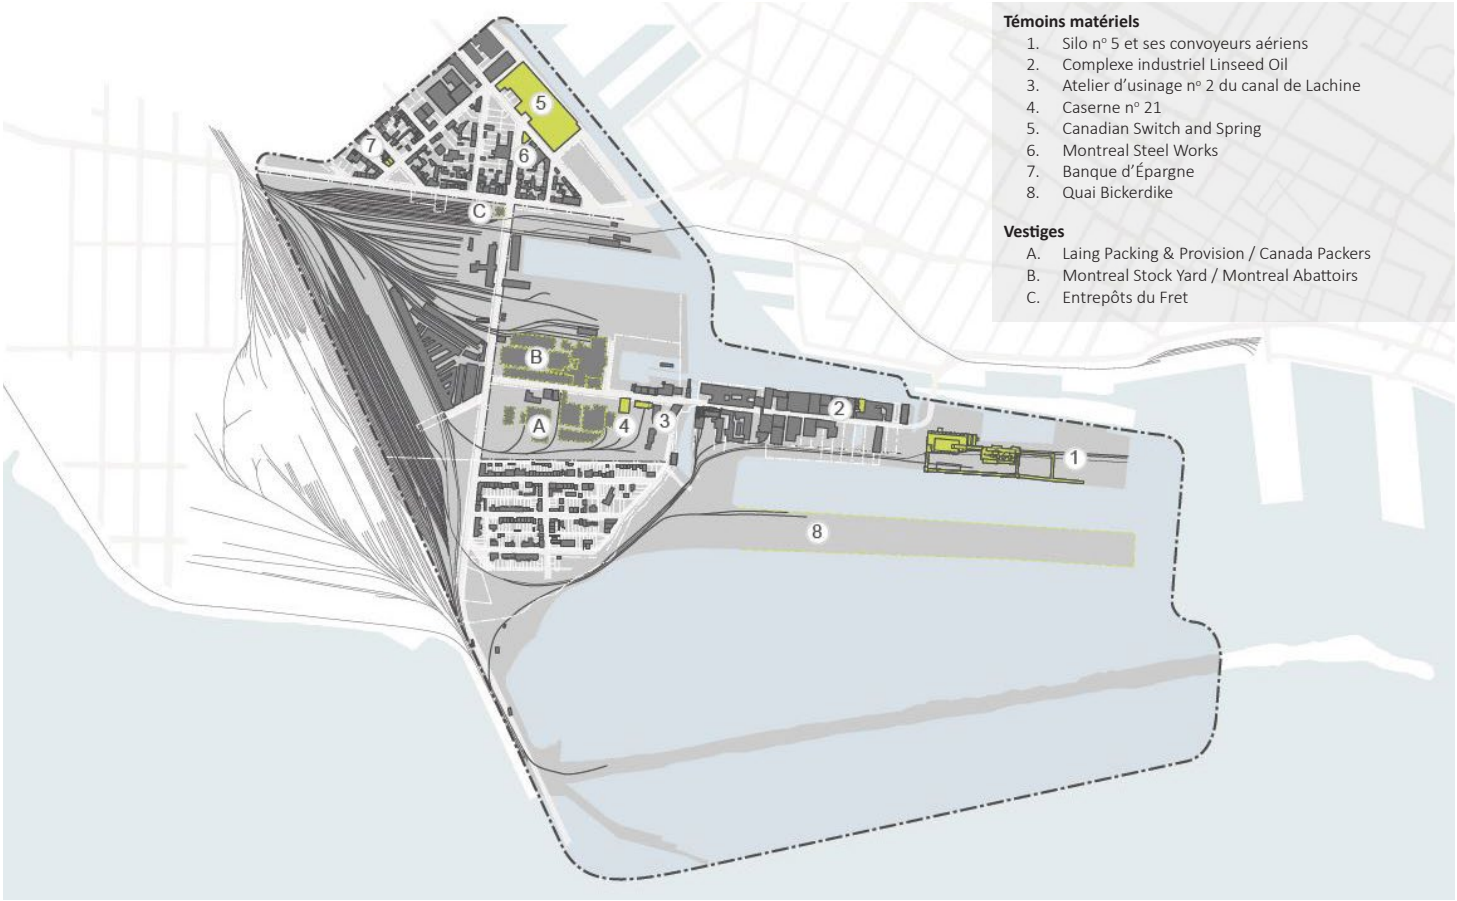 Témoins matériels
1. Silo nº 5 et ses convoyeurs aériens
2. Complexe industriel Linseed Oil
3. Atelier d'usinage nº 2 du canal de Lachine
4. Caserne nº 21
5. Canadian Switch and Spring
6. Montreal Steel Works
7. Banque d'Épargne
8. Quai Bickerdike
Vestiges
A. Laing Packing & Provision / Canada Packers
B. Montreal Stock Yard / Montreal Abattoirs
C. Entrepôts du Fret
5
7
6
C
B
2
A
4
3
1
8